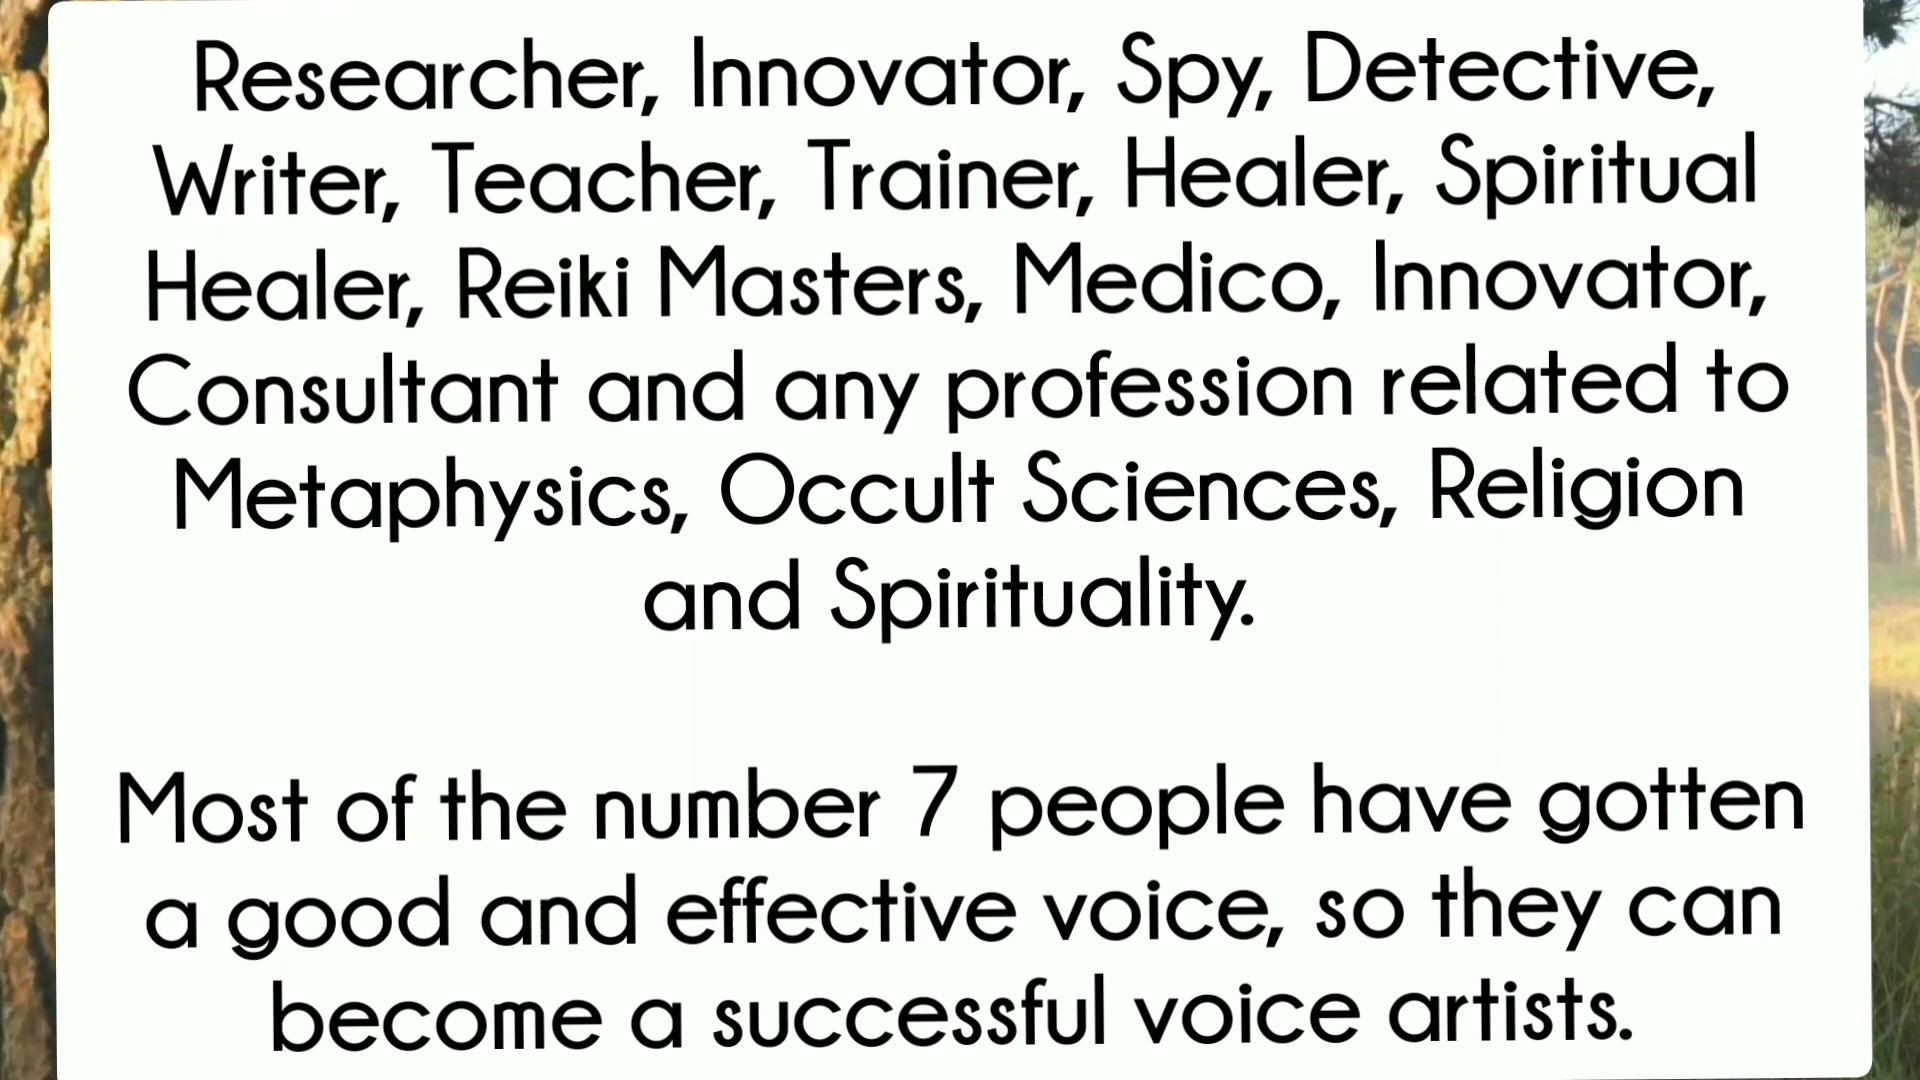 Researcher, Innovator, Spy, Detective,
Writer, Teacher, Trainer, Healer, Spiritual
Healer, Reiki Masters, Medico, Innovator,
Consultant and any profession related to
Metaphysics, Occult Sciences, Religion
and Spirituality.
Most of the number 7 people have gotten
a good and effective voice, so they can
become a successful voice artists.